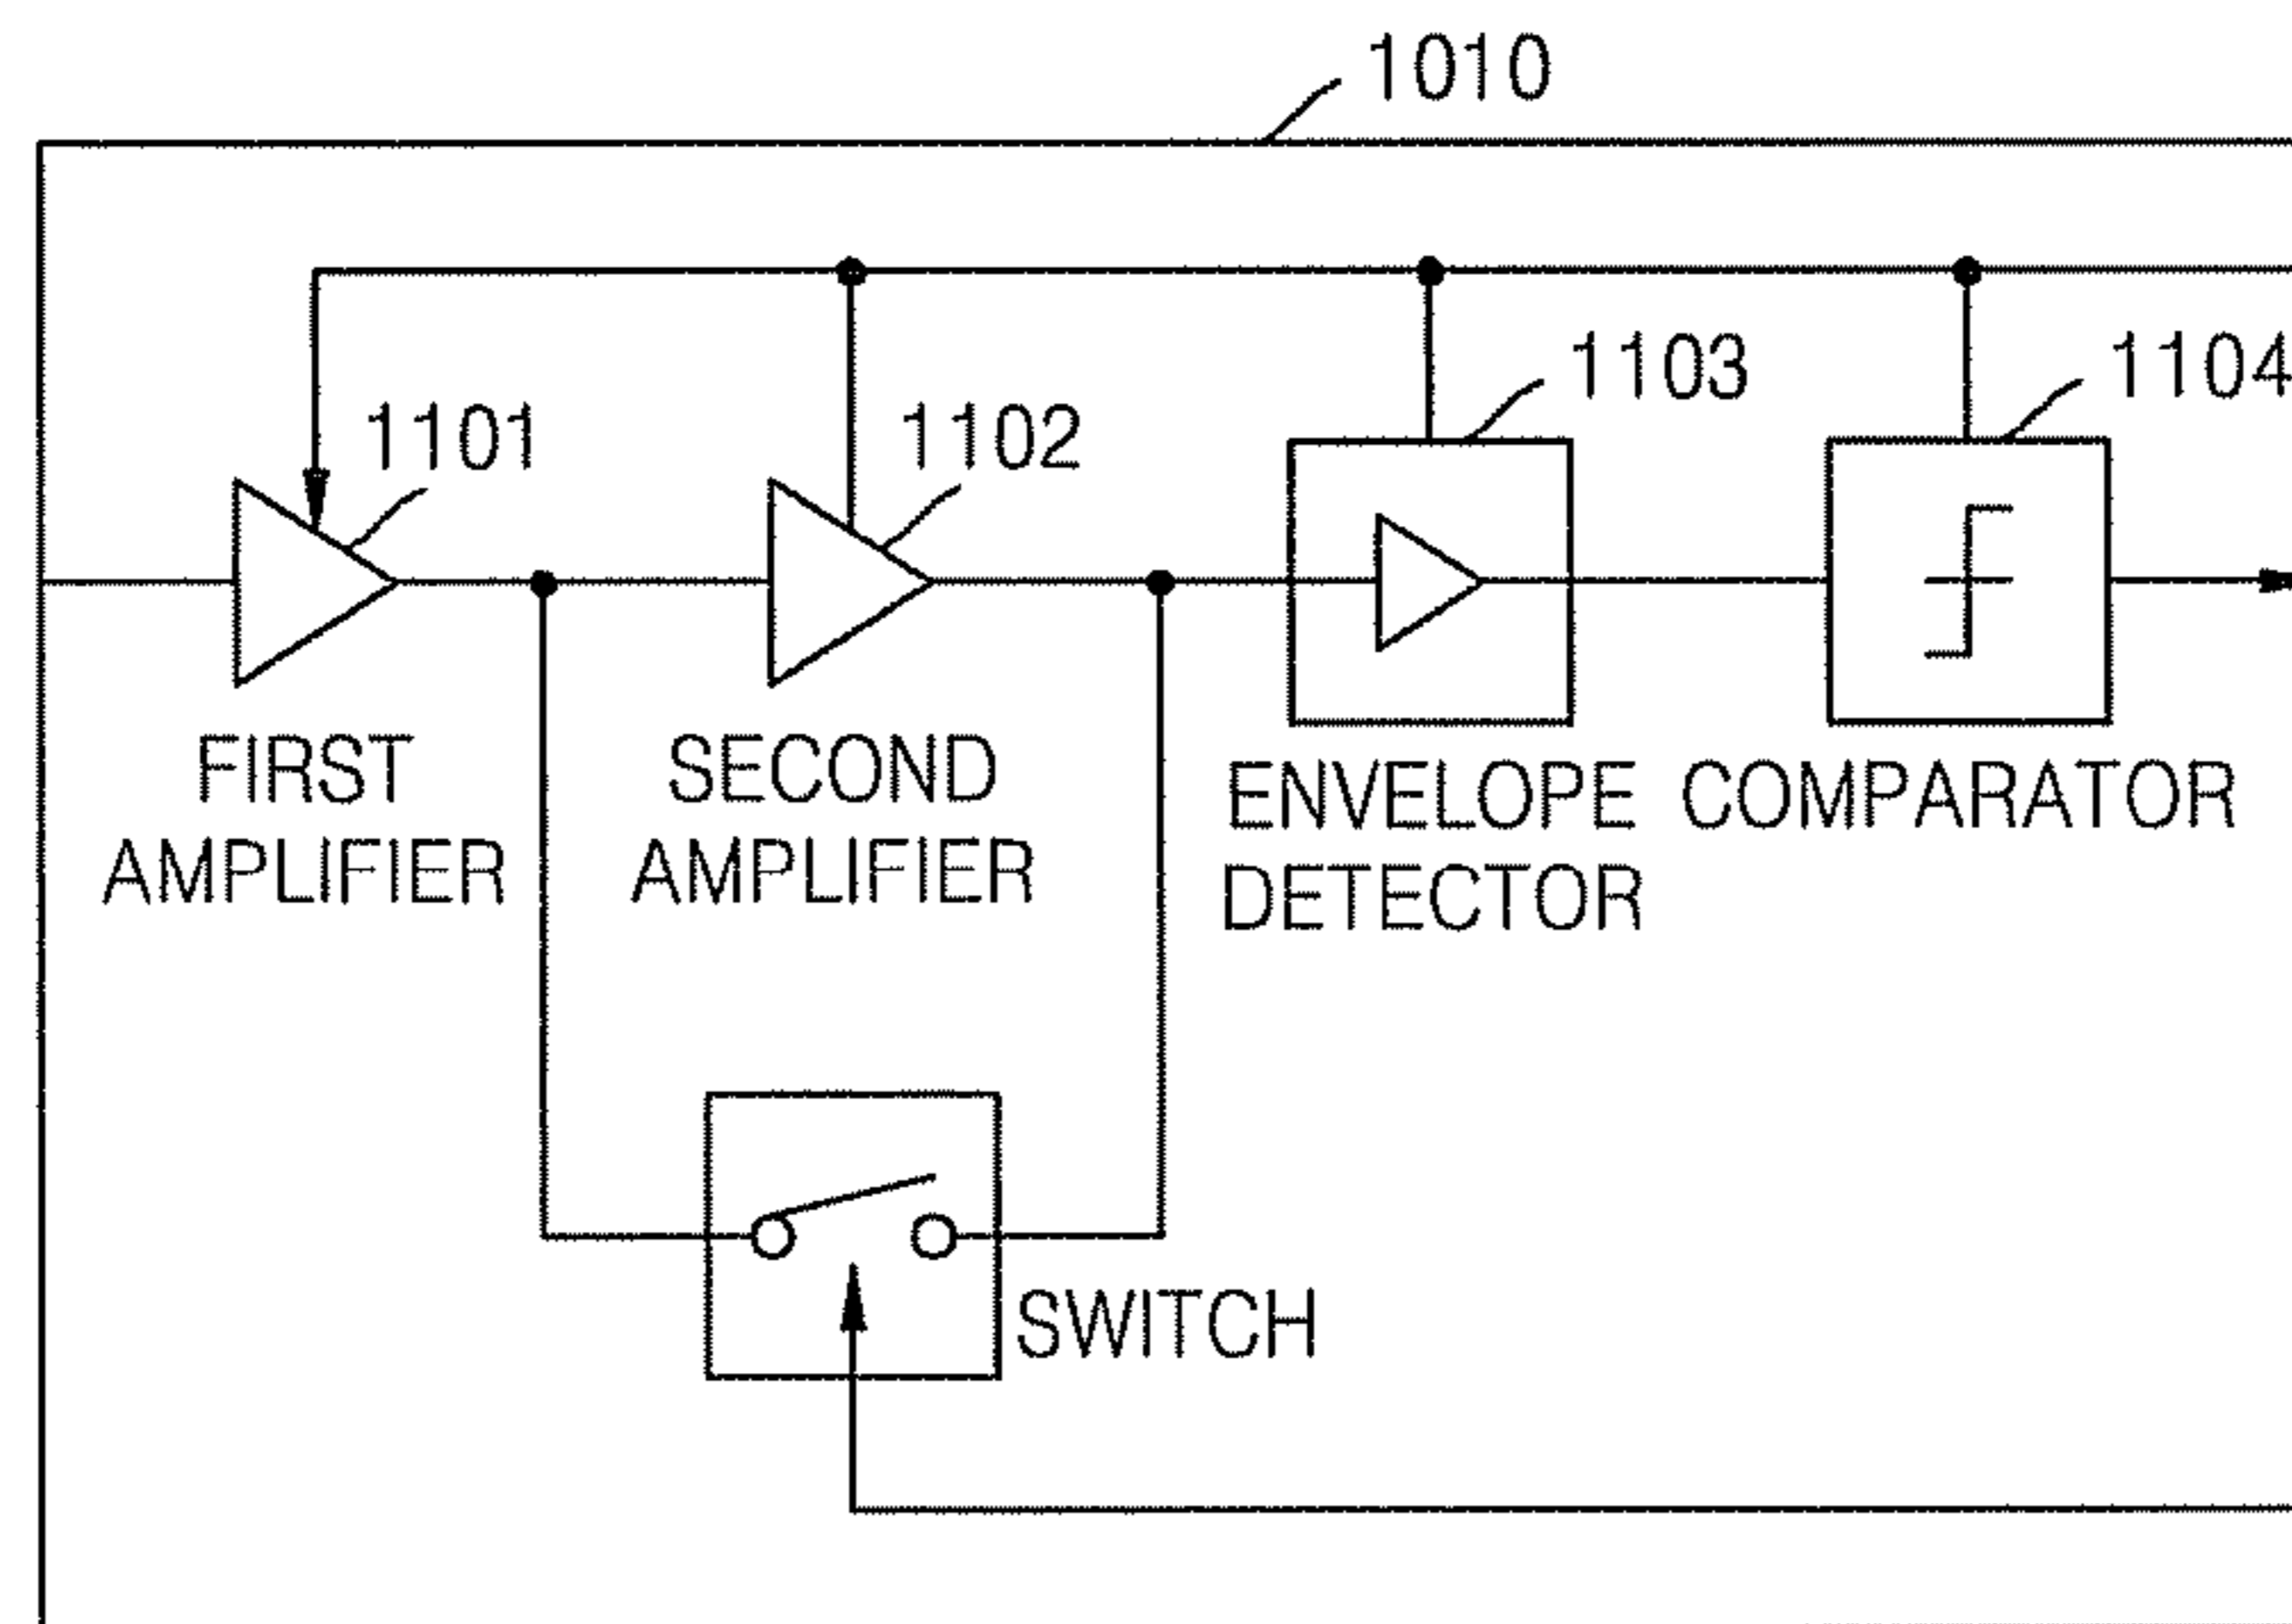 1010
1101
1102
1103
1104
FIRST
AMPLIFIER
SECOND
AMPLIFIER
ENVELOPE
DETECTOR
COMPARATOR
SWITCH